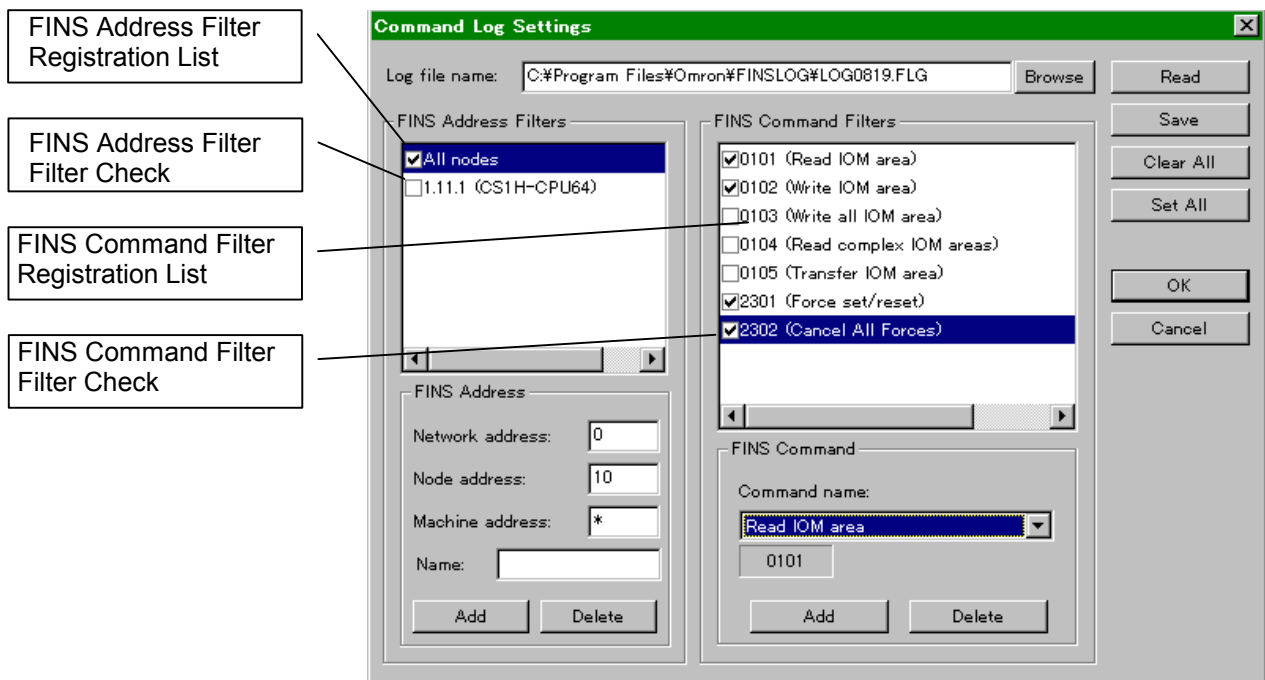 FINS Address Filter
Registration List
FINS Address Filter
Filter Check
FINS Command Filter
Registration List
FINS Command Filter
Filter Check
Command Log Settings
Log file name: C:¥Program Files¥Omron¥FINSLOG¥LOG0819.FLG Browse Read
Save
Clear All
Set All
OK
Cancel
FINS Address Filters
All nodes
1.11.1 (CS1H-CPU64)
FINS Address
Network address: 0
Node address: 10
Machine address: *
Name:
Add Delete
FINS Command Filters
0101 (Read IOM area)
0102 (Write IOM area)
0103 (Write all IOM area)
0104 (Read complex IOM areas)
0105 (Transfer IOM area)
2301 (Force set/reset)
2302 (Cancel All Forces)
FINS Command
Command name:
Read IOM area
0101
Add Delete